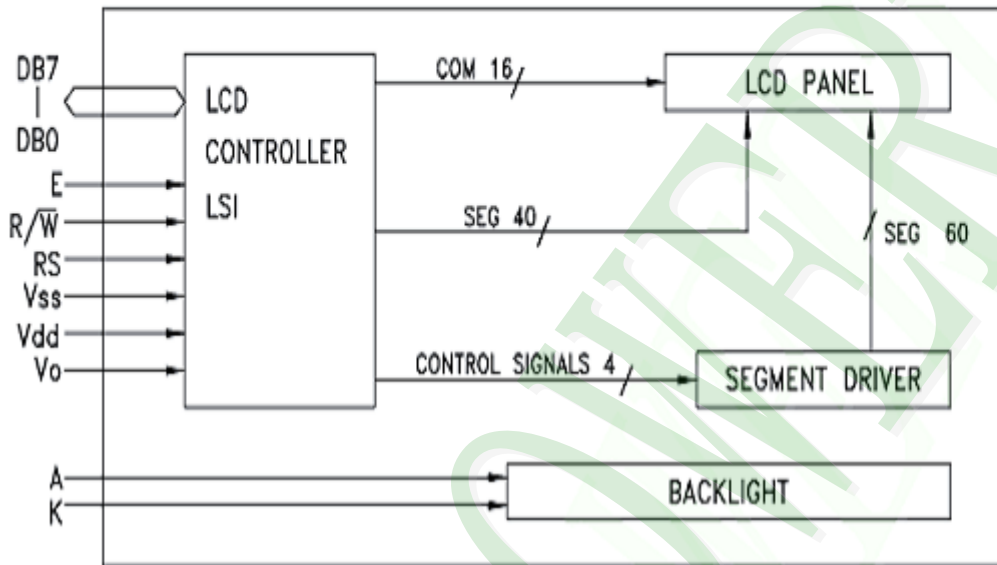 DB7
DB0
E
R/W̅
RS
Vss
Vdd
Vo
A
K
LCD
CONTROLLER
LSI
COM 16
LCD PANEL
SEG 40
SEG 60
CONTROL SIGNALS 4
SEGMENT DRIVER
BACKLIGHT